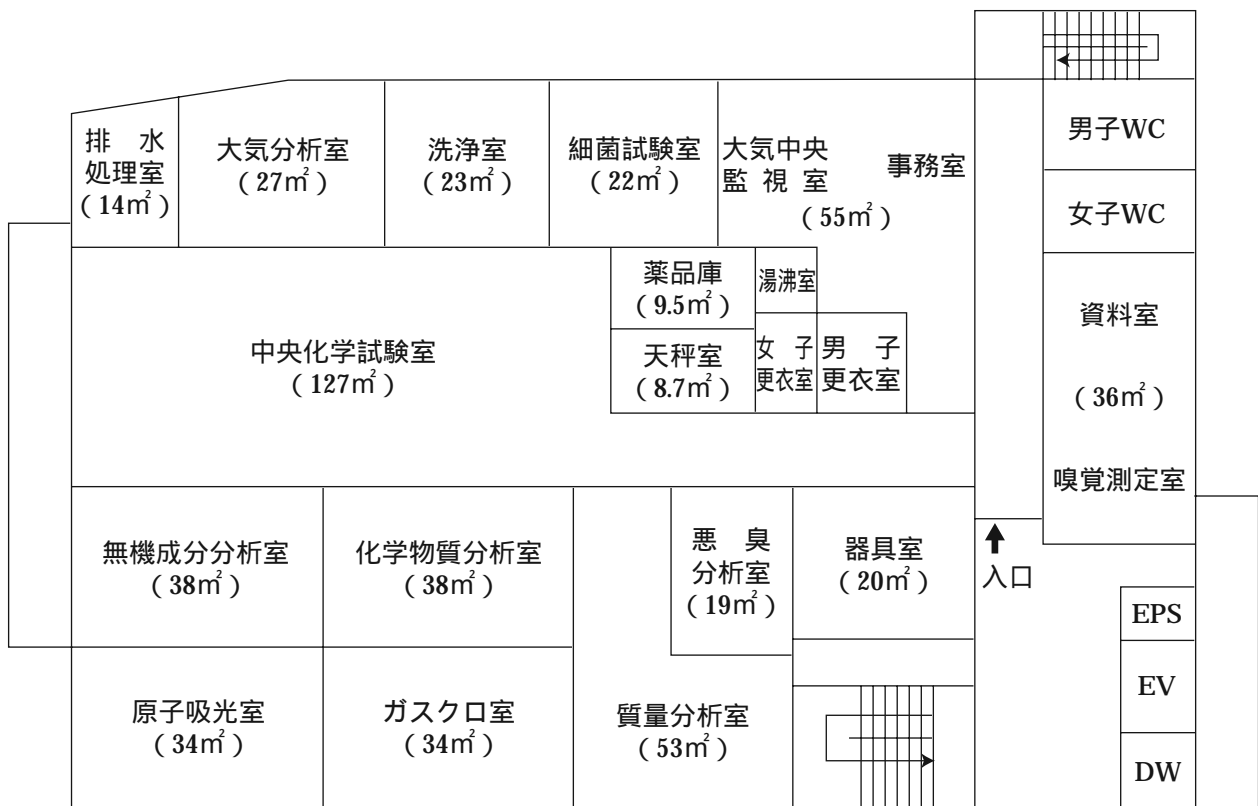 排水
処理室
（14㎡）
大気分析室
（27㎡）
洗浄室
（23㎡）
細菌試験室
（22㎡）
大気中央
監視室
事務室
（55㎡）
男子WC
女子WC
薬品庫
（9.5㎡）
湯沸室
資料室
（36㎡）
嗅覚測定室
中央化学試験室
（127㎡）
天秤室
（8.7㎡）
女子
更衣室
男子
更衣室
無機成分分析室
（38㎡）
化学物質分析室
（38㎡）
悪臭
分析室
（19㎡）
器具室
（20㎡）
入口
EPS
EV
DW
原子吸光室
（34㎡）
ガスクロ室
（34㎡）
質量分析室
（53㎡）